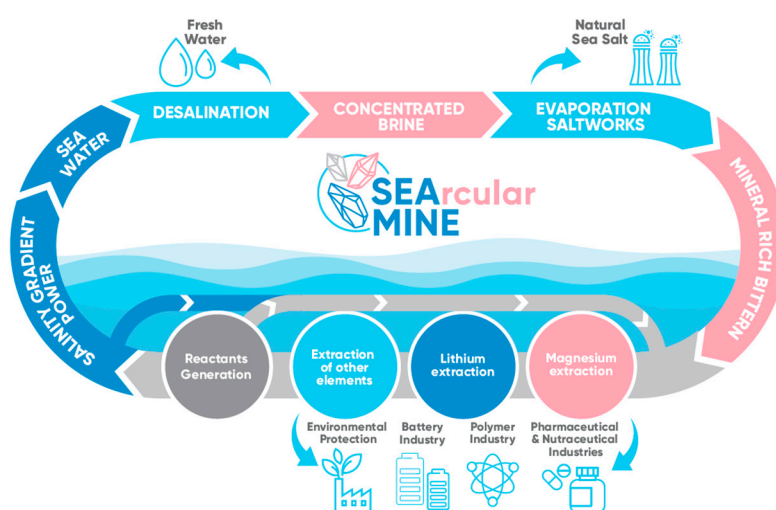 Fresh
Water
Natural
Sea Salt
DESALINATION
CONCENTRATED
BRINE
EVAPORATION
SALTWORKS
SEA
WATER
MINERAL RICH BITTERN
SEArcular
MINE
SALINITY GRADIENT
POWER
Reactants
Generation
Extraction
of other
elements
Lithium
extraction
Magnesium
extraction
Environmental
Protection
Battery
Industry
Polymer
Industry
Pharmaceutical
& Nutraceutical
Industries